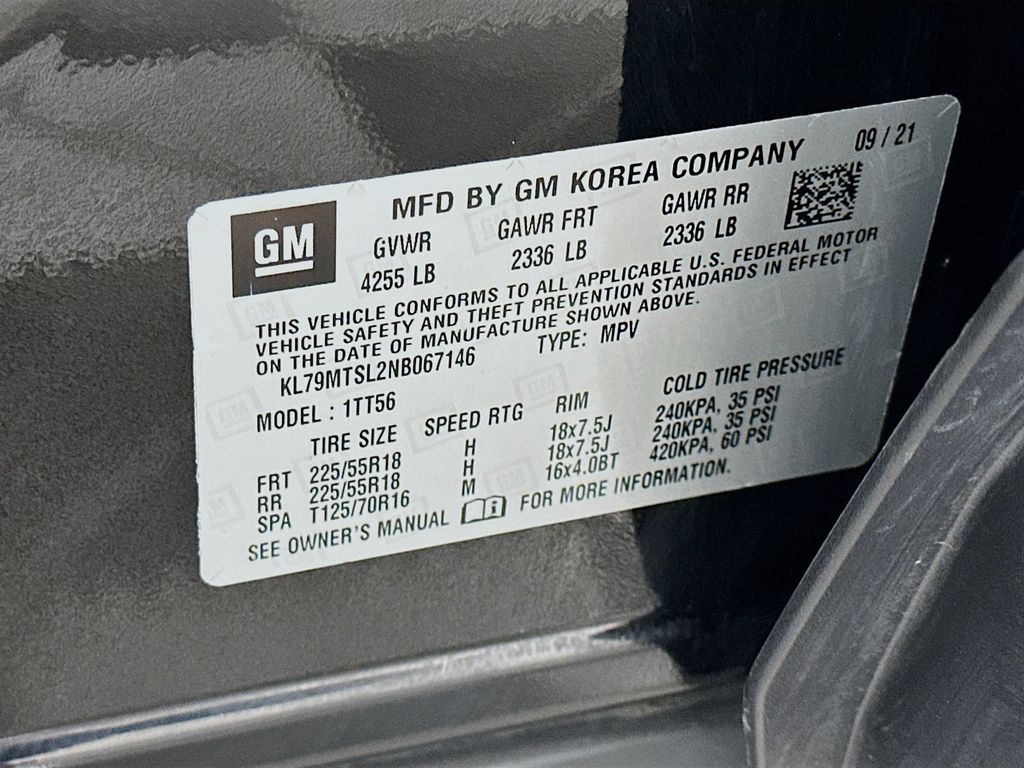 MFD BY GM KOREA COMPANY 09 / 21
GM
GVWR GAWR FRT GAWR RR
4255 LB 2336 LB 2336 LB
THIS VEHICLE CONFORMS TO ALL APPLICABLE U.S. FEDERAL MOTOR
VEHICLE SAFETY AND THEFT PREVENTION STANDARDS IN EFFECT
ON THE DATE OF MANUFACTURE SHOWN ABOVE.
KL79MTSL2NB067146 TYPE: MPV
MODEL : 1TT56
TIRE SIZE SPEED RTG RIM COLD TIRE PRESSURE
FRT 225/55R18 H 18x7.5J 240KPA, 35 PSI
RR 225/55R18 H 18x7.5J 240KPA, 35 PSI
SPA T125/70R16 M 16x4.0BT 420KPA, 60 PSI
SEE OWNER'S MANUAL i FOR MORE INFORMATION.